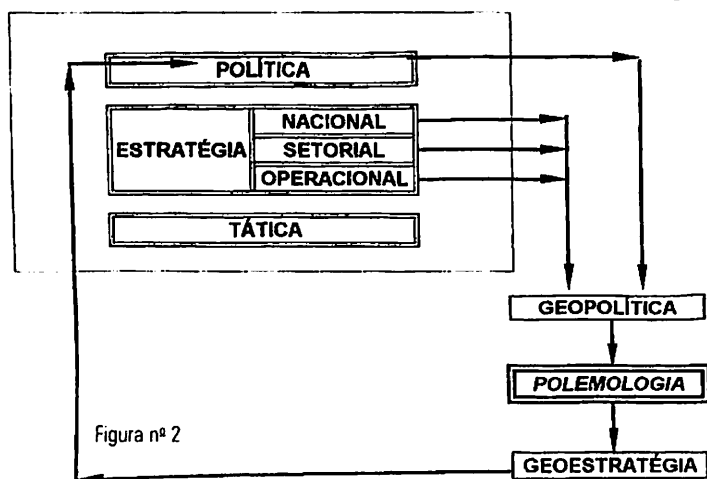 POLÍTICA
ESTRATÉGIA
NACIONAL
SETORIAL
OPERACIONAL
TÁTICA
GEOPOLÍTICA
POLEMOLOGIA
GEOESTRATÉGIA
Figura nº 2